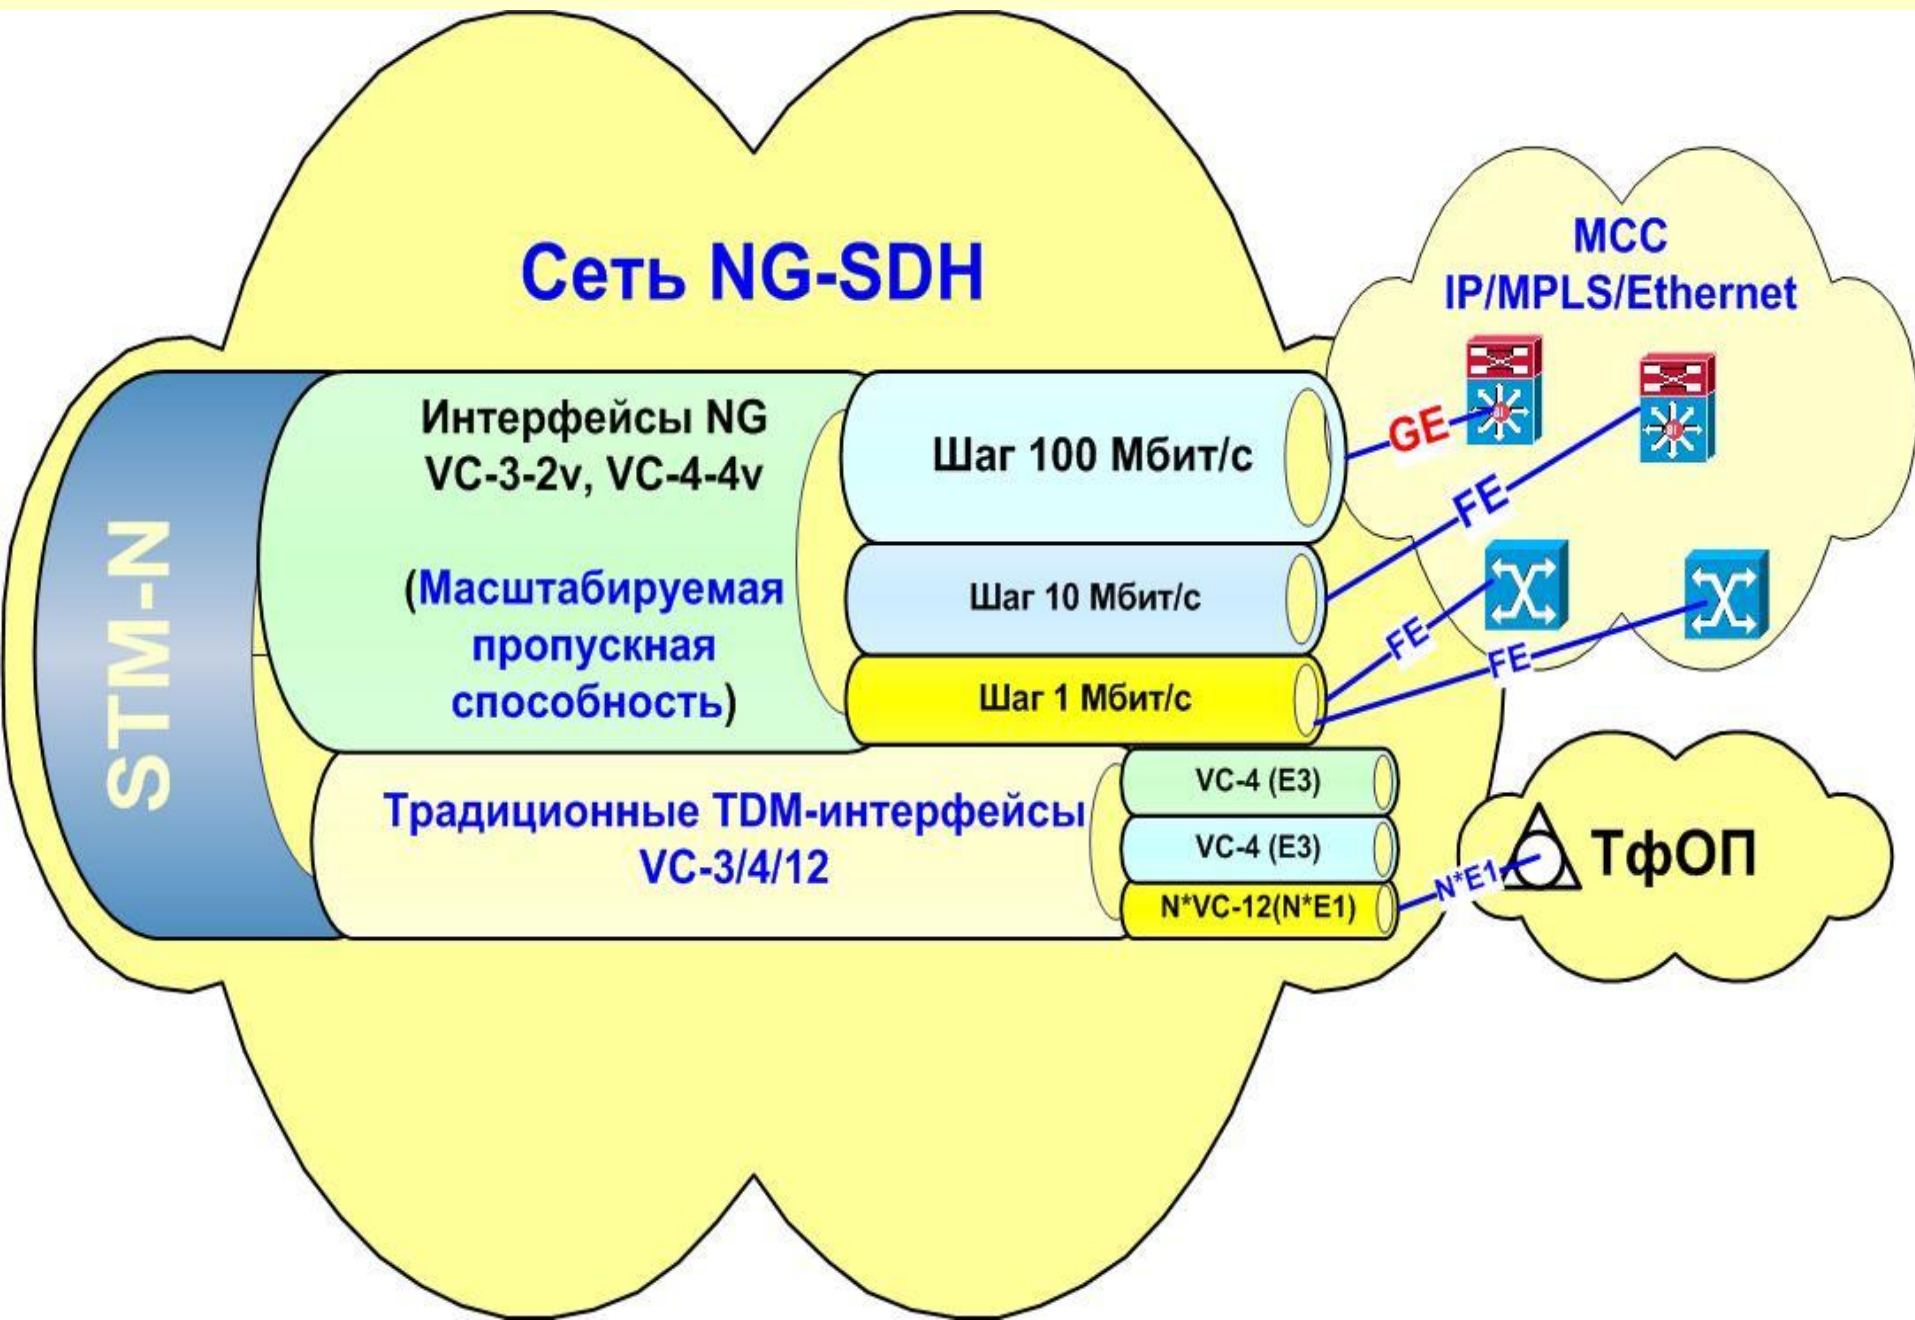 Сеть NG-SDH
МСС
IP/MPLS/Ethernet
STM-N
Интерфейсы NG
VC-3-2v, VC-4-4v
(Масштабируемая
пропускная
способность)
Шаг 100 Мбит/с
Шаг 10 Мбит/с
Шаг 1 Мбит/с
GE
FE
FE
FE
Традиционные TDM-интерфейсы
VC-3/4/12
VC-4 (E3)
VC-4 (E3)
N*VC-12(N*E1)
N*E1
ТфОП